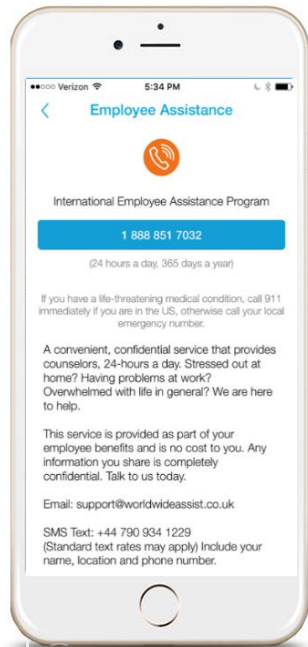 Verizon 5:34 PM
Employee Assistance
International Employee Assistance Program
1 888 851 7032
(24 hours a day, 365 days a year)
If you have a life-threatening medical condition, call 911
immediately if you are in the US, otherwise call your local
emergency number.
A convenient, confidential service that provides
counselors, 24-hours a day. Stressed out at
home? Having problems at work?
Overwhelmed with life in general? We are here
to help.
This service is provided as part of your
employee benefits and is no cost to you. Any
information you share is completely
confidential. Talk to us today.
Email: support@worldwideassist.co.uk
SMS Text: +44 790 934 1229
(Standard text rates may apply) Include your
name, location and phone number.